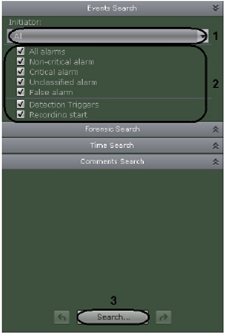 Events Search
Initiator:
All
1
All alarms
Non-critical alarm
Critical alarm
Unclassified alarm
2
False alarm
Detection Triggers
Recording start
Forensic Search
Time Search
Comments Search
3
Search...